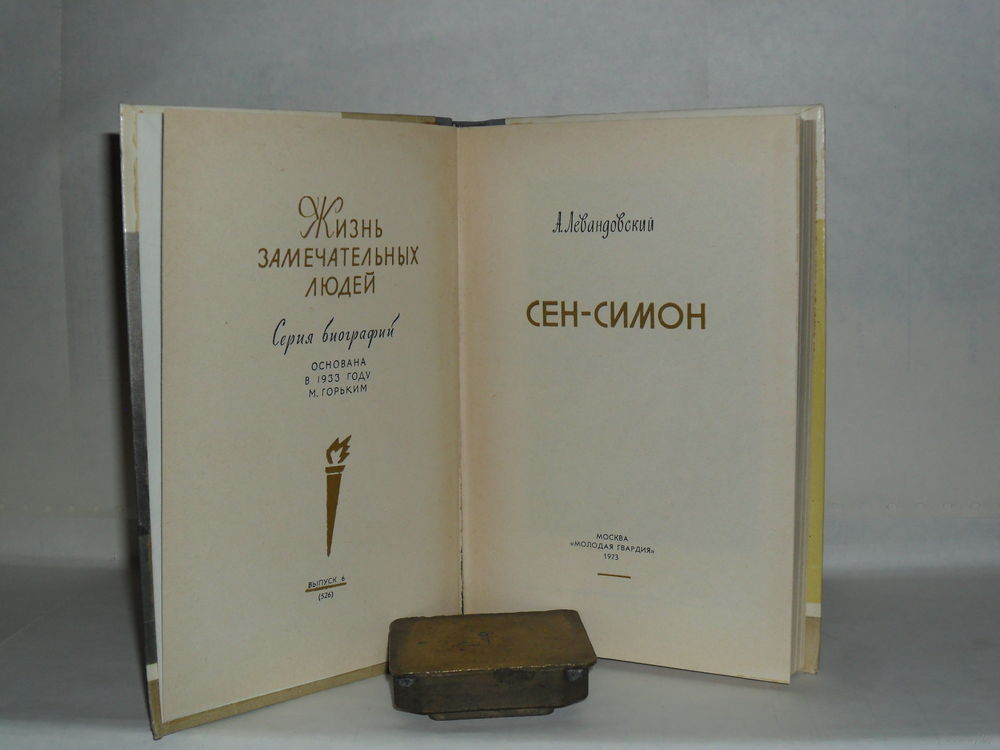 Жизнь
ЗАМЕЧАТЕЛЬНЫХ
ЛЮДЕЙ
Серия биографий
ОСНОВАНА
В 1933 ГОДУ
М. ГОРЬКИМ
ВЫПУСК 6
(526)
А. Левандовский
СЕН-СИМОН
МОСКВА
«МОЛОДАЯ ГВАРДИЯ»
1973